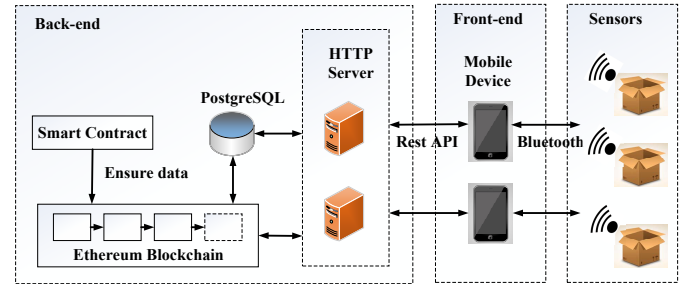 Back-end
Front-end
Sensors
HTTP
Server
Mobile
Device
PostgreSQL
Smart Contract
Rest API
Bluetooth
Ensure data
Ethereum Blockchain